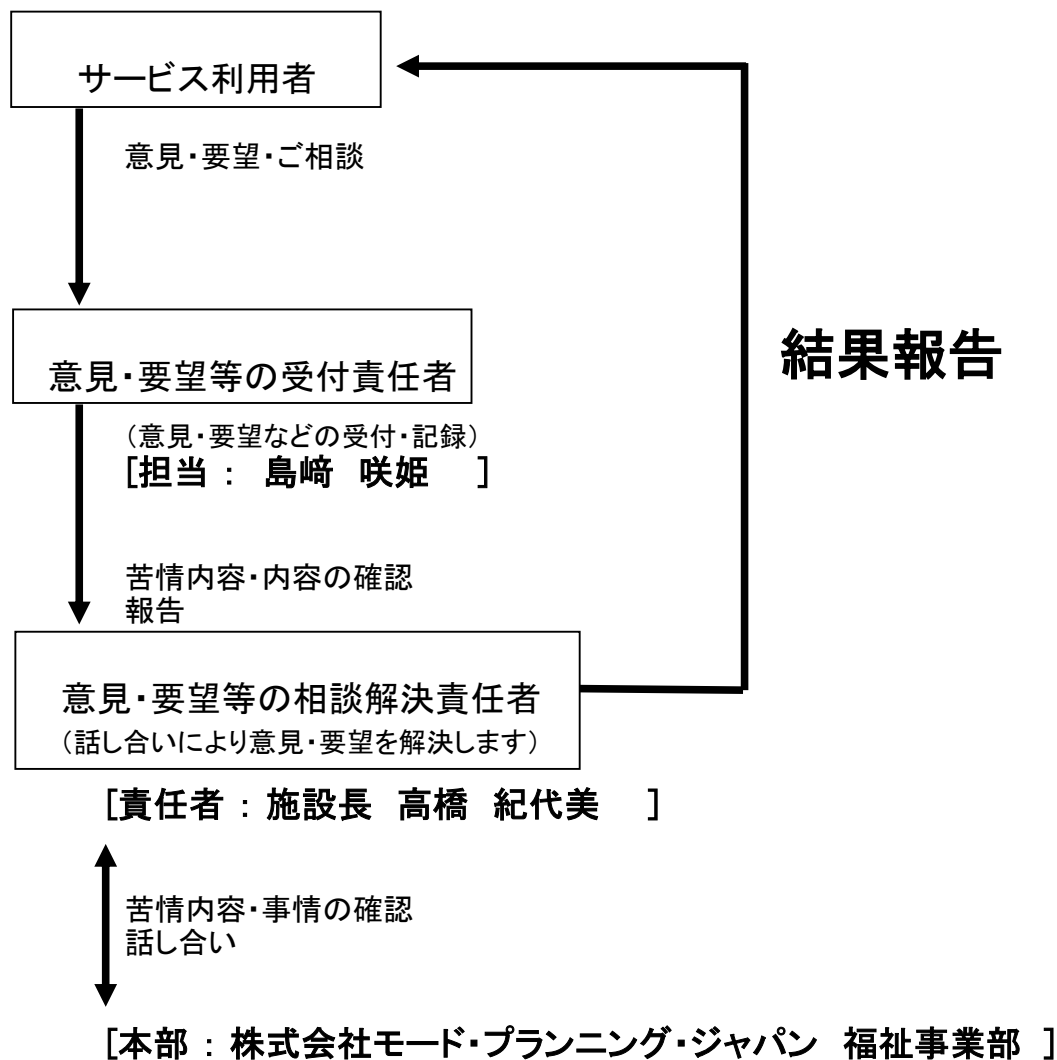 サービス利用者
意見・要望・ご相談
意見・要望等の受付責任者
（意見・要望などの受付・記録）
［担当 ： 島﨑 咲姫 ］
苦情内容・内容の確認
報告
意見・要望等の相談解決責任者
（話し合いにより意見・要望を解決します）
［責任者 ： 施設長 高橋 紀代美 ］
苦情内容・事情の確認
話し合い
［本部 ： 株式会社モード・プランニング・ジャパン 福祉事業部 ］
結果報告